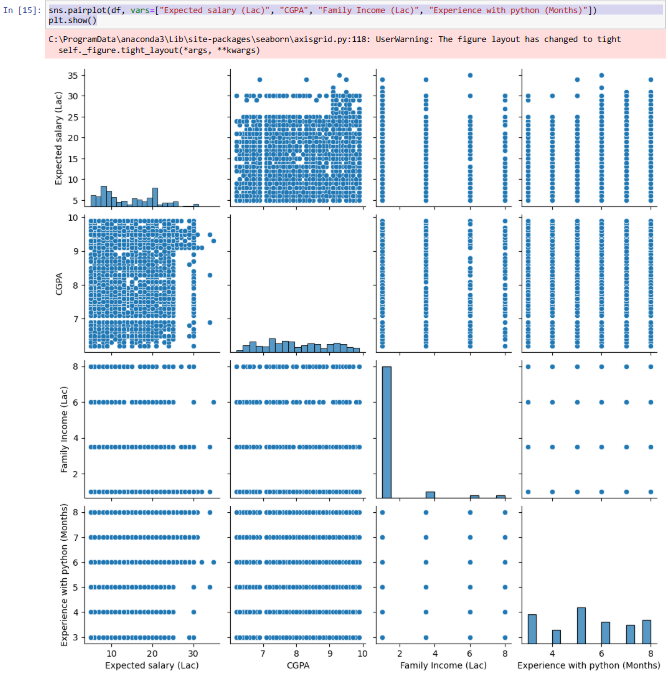 In [15]: sns.pairplot(df, vars=["Expected salary (Lac)", "CGPA", "Family Income (Lac)", "Experience with python (Months)"])
plt.show()
C:\ProgramData\anaconda3\Lib\site-packages\seaborn\axisgrid.py:118: UserWarning: The figure layout has changed to tight
self._figure.tight_layout(*args, **kwargs)
Expected salary (Lac)
35
30
25
20
15
10
5
CGPA
10
9
8
7
Family Income (Lac)
8
6
4
2
Experience with python (Months)
8
7
6
5
4
3
10 20 30
7 8 9 10
2 4 6 8
4 6 8
Expected salary (Lac) CGPA Family Income (Lac) Experience with python (Months)